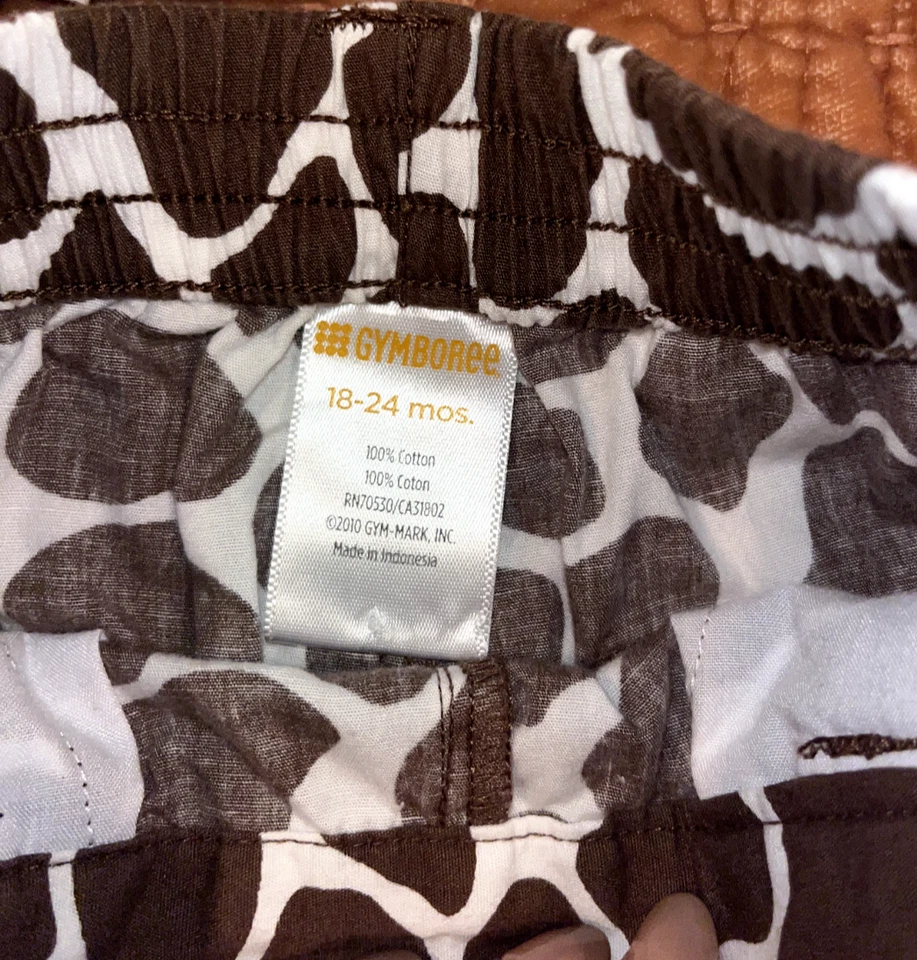 GYMBOREE
18-24 mos.
100% Cotton
100% Coton
RN70530/CA31802
©2010 GYM-MARK, INC.
Made in Indonesia